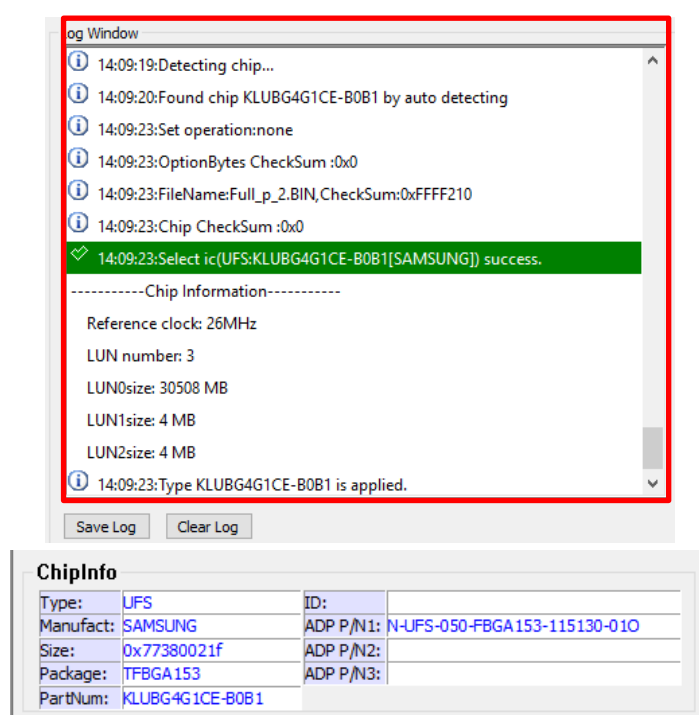 og Window
14:09:19:Detecting chip...
14:09:20:Found chip KLUBG4G1CE-B0B1 by auto detecting
14:09:23:Set operation:none
14:09:23:OptionBytes CheckSum :0x0
14:09:23:FileName:Full_p_2.BIN,CheckSum:0xFFFF210
14:09:23:Chip CheckSum :0x0
14:09:23:Select ic(UFS:KLUBG4G1CE-B0B1[SAMSUNG]) success.
-----------Chip Information-----------
Reference clock: 26MHz
LUN number: 3
LUN0size: 30508 MB
LUN1size: 4 MB
LUN2size: 4 MB
14:09:23:Type KLUBG4G1CE-B0B1 is applied.
Save Log Clear Log
ChipInfo
Type: UFS ID:
Manufact: SAMSUNG ADP P/N1: N-UFS-050-FBGA153-115130-01O
Size: 0x77380021f ADP P/N2:
Package: TFBGA153 ADP P/N3:
PartNum: KLUBG4G1CE-B0B1